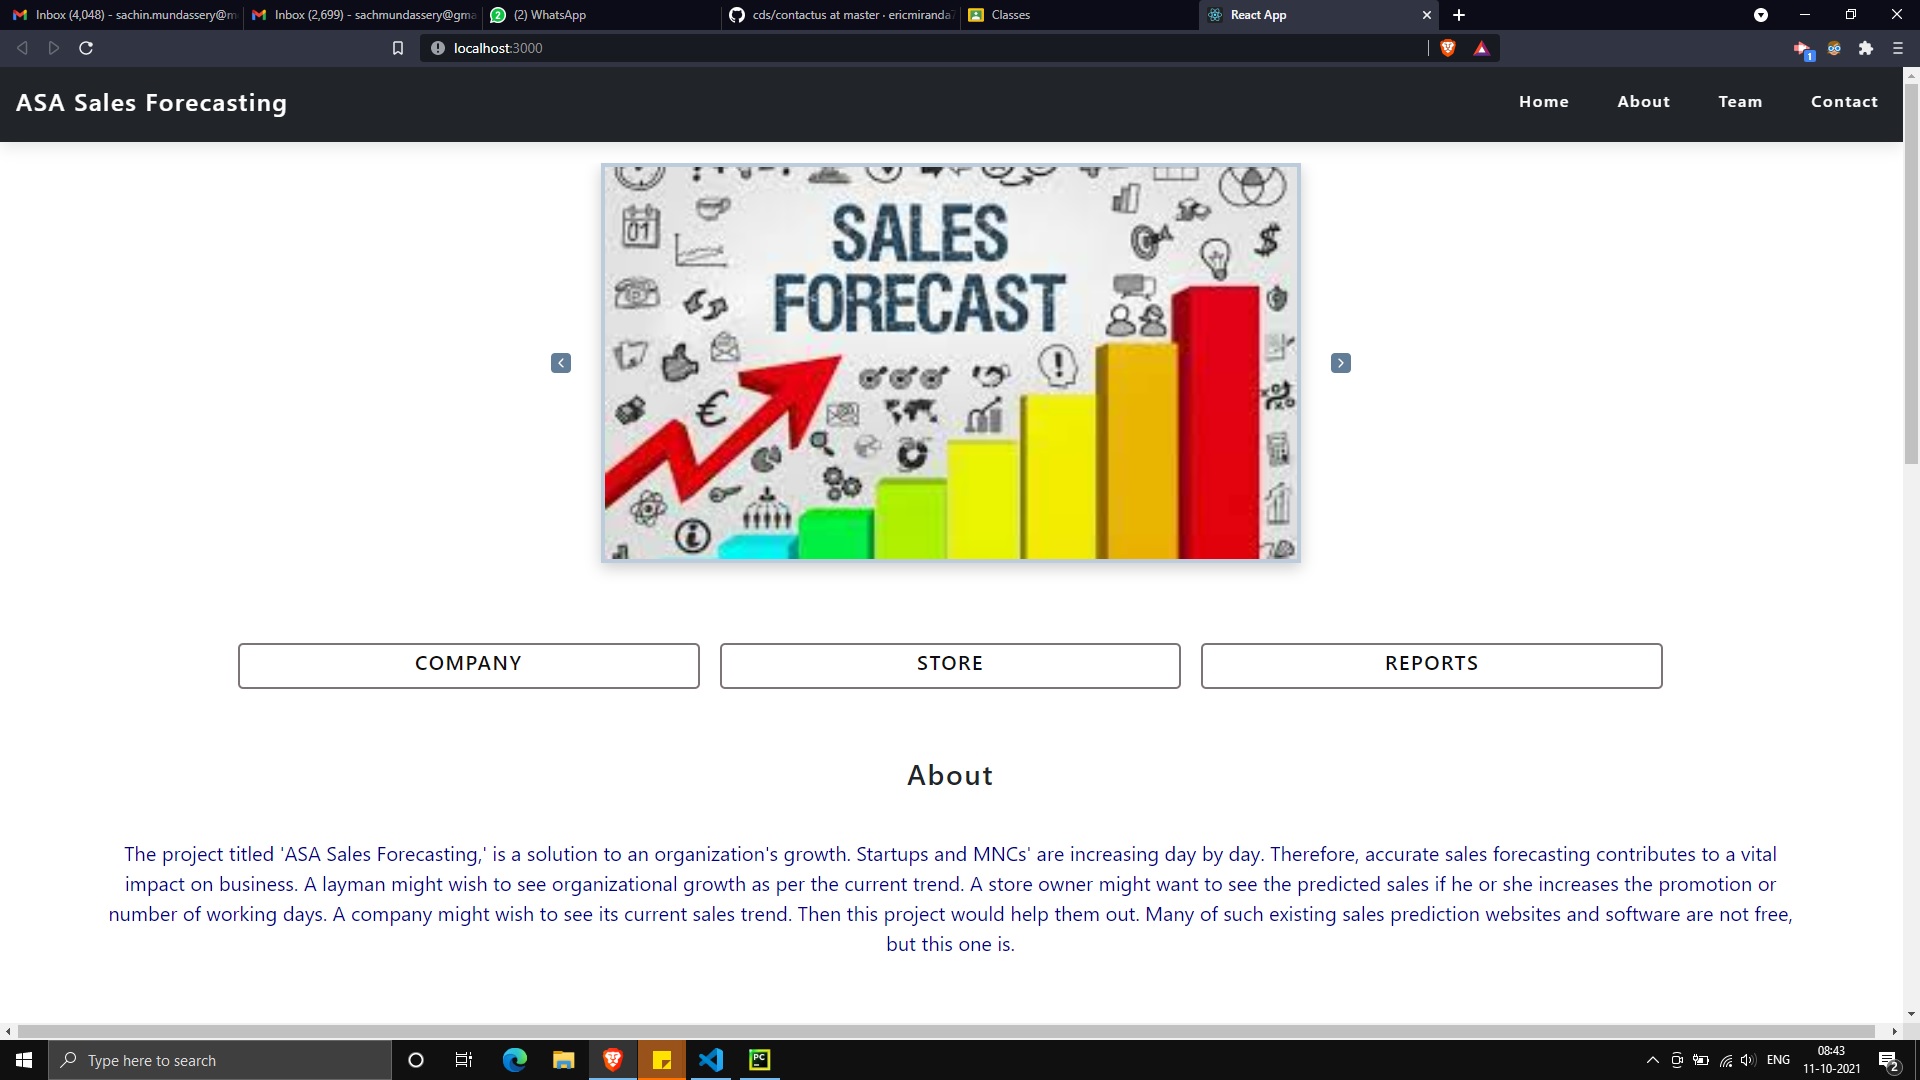 Inbox (4,048) - sachin.mundassery@m
Inbox (2,699) - sachmundassery@gma
(2) WhatsApp
cds/contactus at master · ericmiranda7
Classes
React App
localhost:3000
1
ASA Sales Forecasting
Home
About
Team
Contact
01
SALES
FORECAST
COMPANY
STORE
REPORTS
About
The project titled 'ASA Sales Forecasting,' is a solution to an organization's growth. Startups and MNCs' are increasing day by day. Therefore, accurate sales forecasting contributes to a vital
impact on business. A layman might wish to see organizational growth as per the current trend. A store owner might want to see the predicted sales if he or she increases the promotion or
number of working days. A company might wish to see its current sales trend. Then this project would help them out. Many of such existing sales prediction websites and software are not free,
but this one is.
Type here to search
PC
ENG
08:43
11-10-2021
2